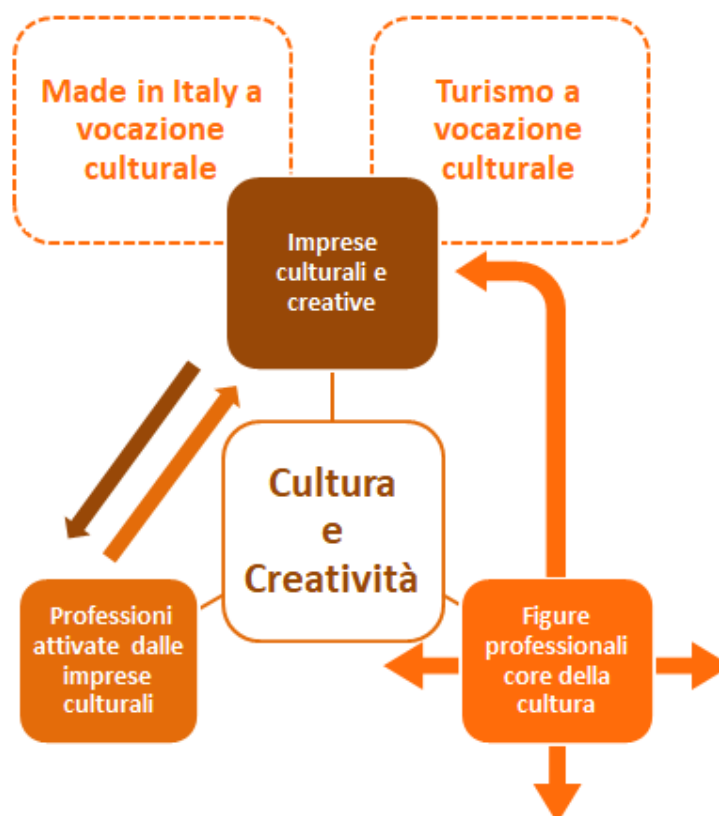 Made in Italy a
vocazione
culturale
Turismo a
vocazione
culturale
Imprese
culturali e
creative
Cultura
e
Creatività
Professioni
attivate dalle
imprese
culturali
Figure
professionali
core della
cultura